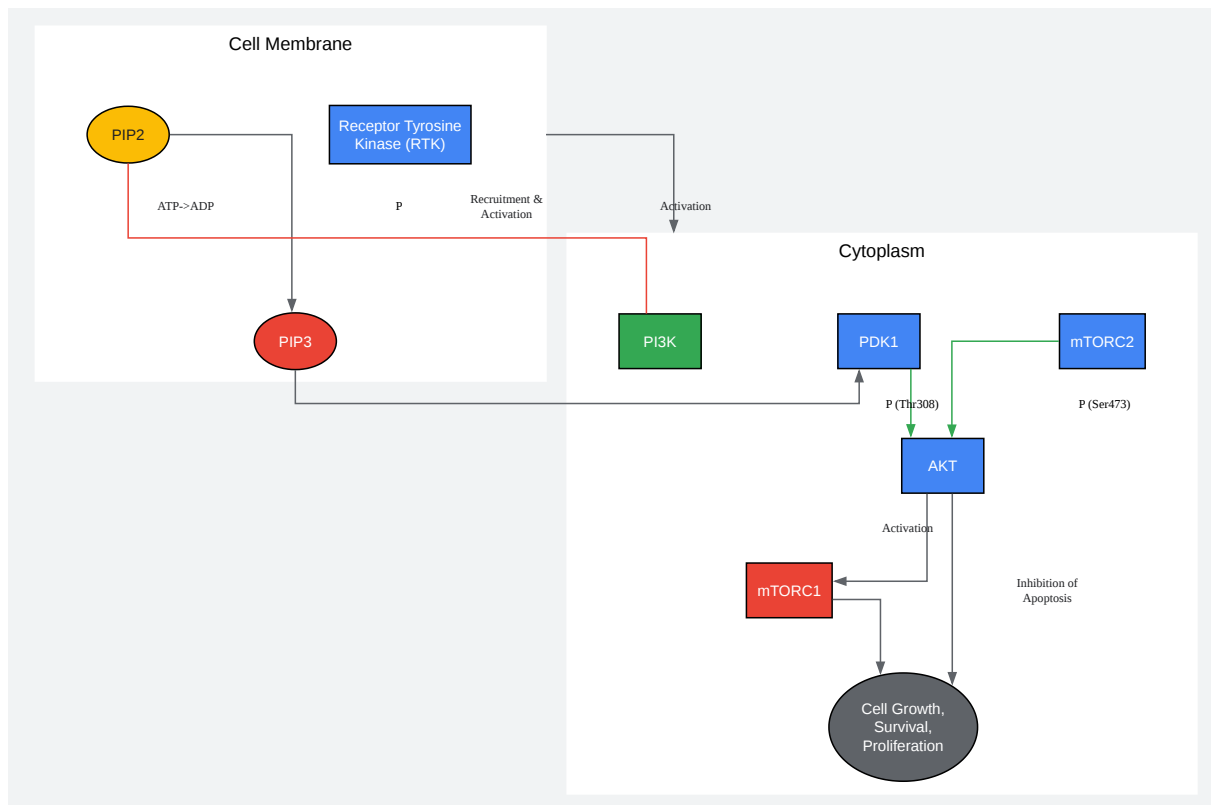 Cell Membrane
PIP2
Receptor Tyrosine
Kinase (RTK)
ATP->ADP
P
Recruitment &
Activation
Activation
Cytoplasm
PIP3
PI3K
PDK1
mTORC2
P (Thr308)
P (Ser473)
AKT
Activation
mTORC1
Inhibition of
Apoptosis
Cell Growth,
Survival,
Proliferation